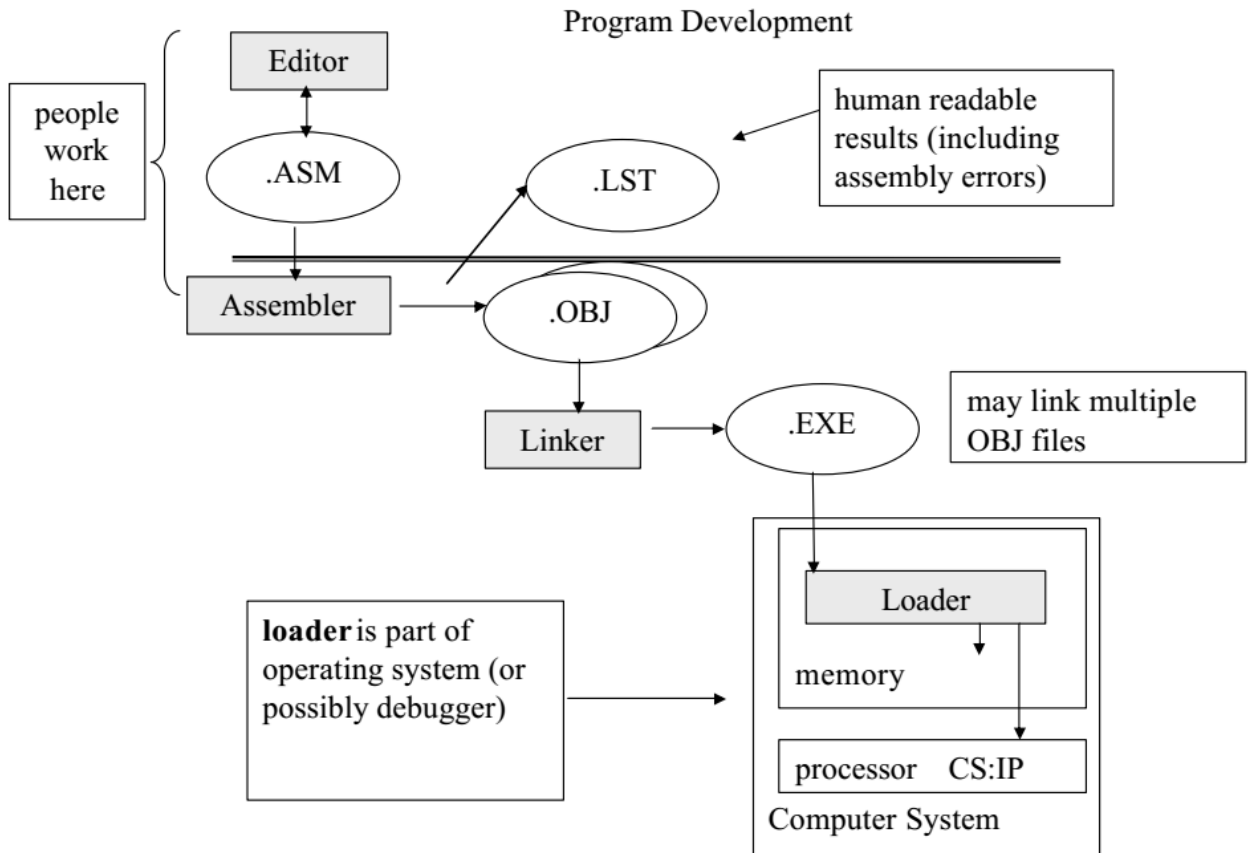 Program Development
Editor
people
work
here
.ASM
.LST
human readable
results (including
assembly errors)
Assembler
.OBJ
Linker
.EXE
may link multiple
OBJ files
loader is part of
operating system (or
possibly debugger)
Loader
memory
processor CS:IP
Computer System